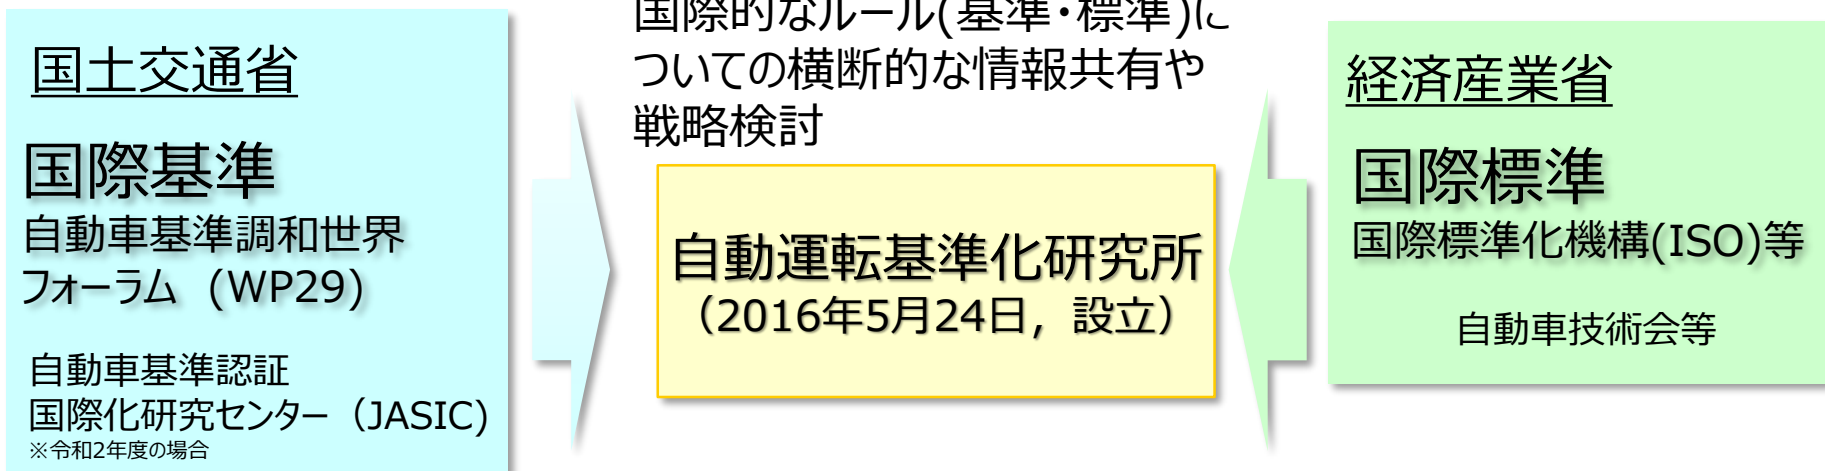 国土交通省
国際基準
自動車基準調和世界
フォーラム (WP29)
自動車基準認証
国際化研究センター（JASIC)
※令和2年度の場合
国際的なルール(基準・標準)に
ついての横断的な情報共有や
戦略検討
自動運転基準化研究所
（2016年5月24日，設立）
経済産業省
国際標準
国際標準化機構(ISO)等
自動車技術会等